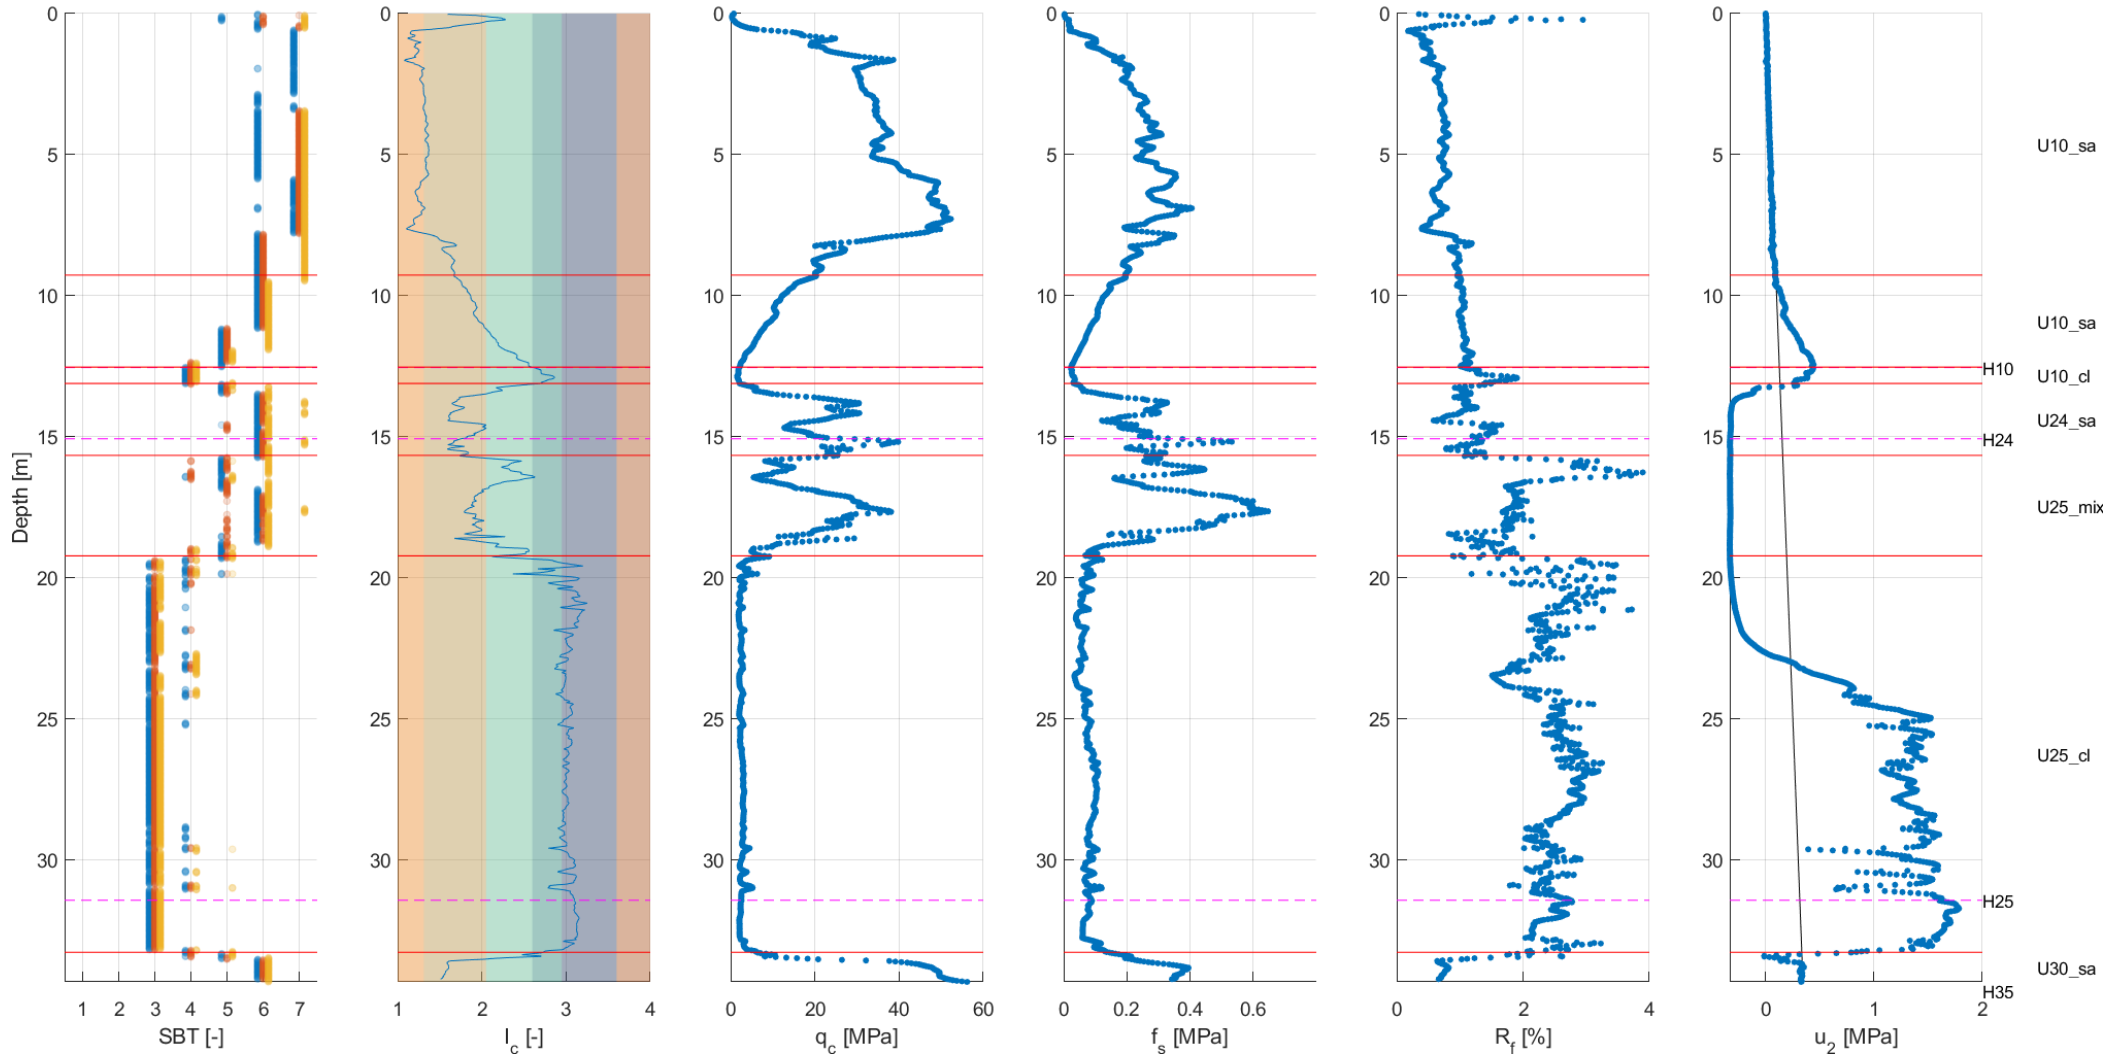 0
5
10
15
20
25
30
Depth [m]
1 2 3 4 5 6 7
SBT [-]
0
5
10
15
20
25
30
1 2 3 4
I_c [-]
0
5
10
15
20
25
30
0 20 40 60
q_c [MPa]
0
5
10
15
20
25
30
0 0.2 0.4 0.6
f_s [MPa]
0
5
10
15
20
25
30
0 2 4
R_f [%]
0
5
10
15
20
25
30
0 1 2
u_2 [MPa]
U10_sa
U10_sa
H10
U10_cl
U24_sa
H24
U25_mix
U25_cl
H25
U30_sa
H35